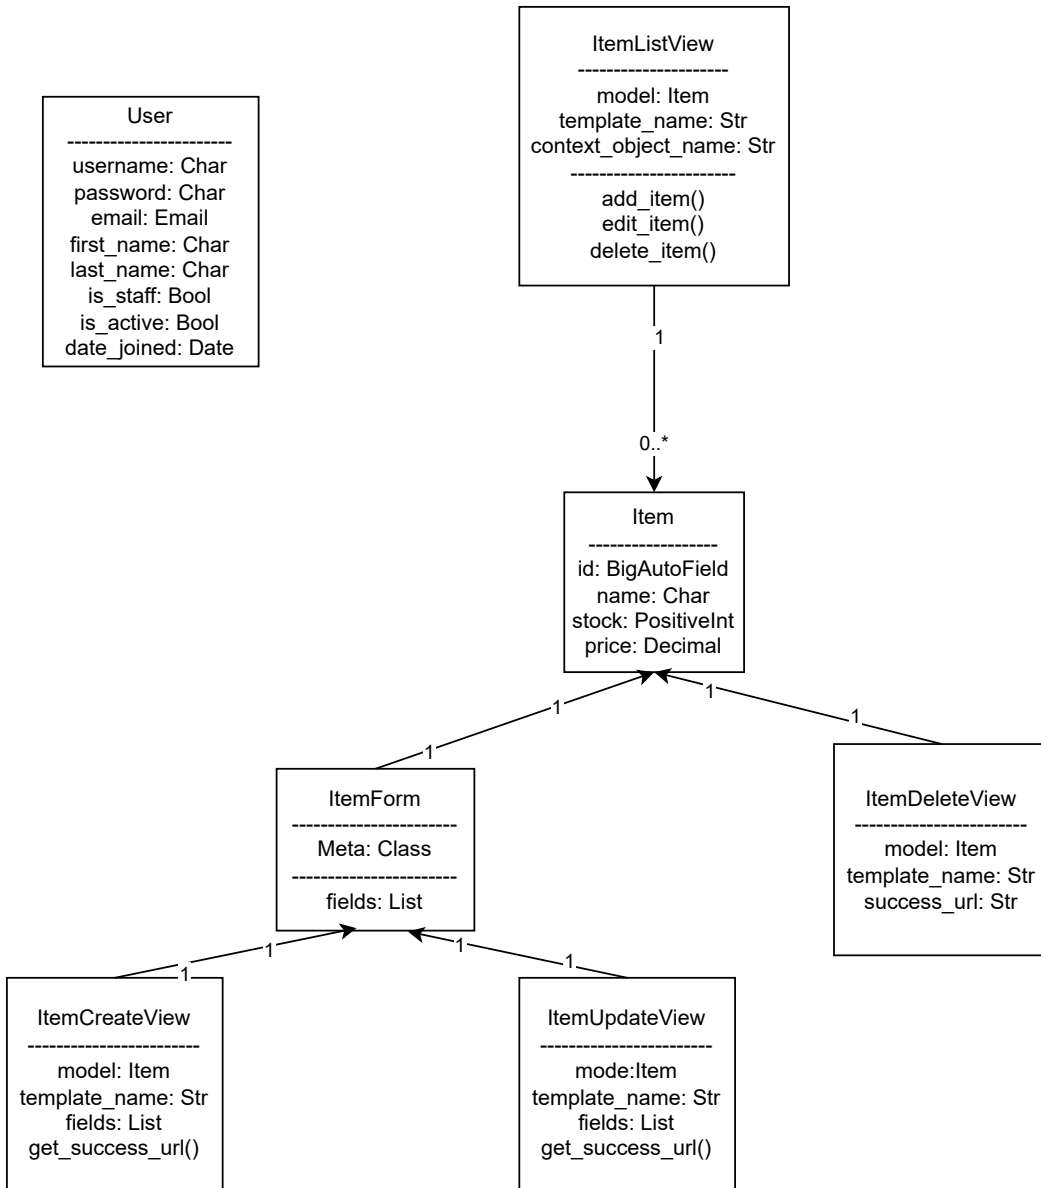 ItemListView
----------------------
model: Item
template_name: Str
context_object_name: Str
------------------------
add_item()
edit_item()
delete_item()
User
------------------------
username: Char
password: Char
email: Email
first_name: Char
last_name: Char
is_staff: Bool
is_active: Bool
date_joined: Date
1
0..*
Item
-------------------
id: BigAutoField
name: Char
stock: PositiveInt
price: Decimal
1
1
1
1
ItemForm
------------------------
Meta: Class
------------------------
fields: List
ItemDeleteView
-------------------------
model: Item
template_name: Str
success_url: Str
1
1
1
1
ItemCreateView
-------------------------
model: Item
template_name: Str
fields: List
get_success_url()
ItemUpdateView
-------------------------
mode:Item
template_name: Str
fields: List
get_success_url()